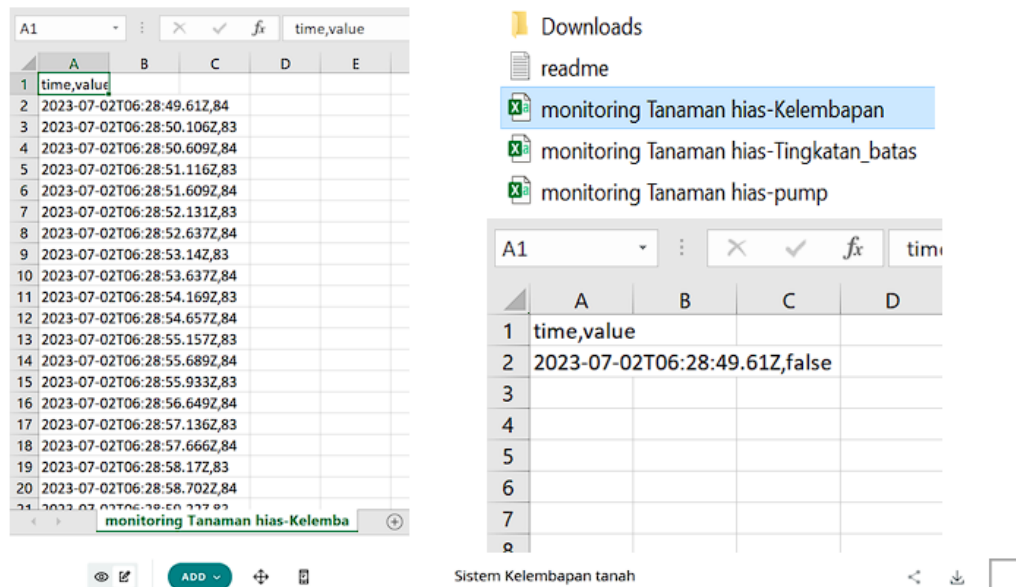 A1 fx time,value
A B C D E
1 time,value
2 2023-07-02T06:28:49.61Z,84
3 2023-07-02T06:28:50.106Z,83
4 2023-07-02T06:28:50.609Z,84
5 2023-07-02T06:28:51.116Z,83
6 2023-07-02T06:28:51.609Z,84
7 2023-07-02T06:28:52.131Z,83
8 2023-07-02T06:28:52.637Z,84
9 2023-07-02T06:28:53.14Z,83
10 2023-07-02T06:28:53.637Z,84
11 2023-07-02T06:28:54.169Z,83
12 2023-07-02T06:28:54.657Z,84
13 2023-07-02T06:28:55.157Z,83
14 2023-07-02T06:28:55.689Z,84
15 2023-07-02T06:28:55.933Z,83
16 2023-07-02T06:28:56.649Z,84
17 2023-07-02T06:28:57.136Z,83
18 2023-07-02T06:28:57.666Z,84
19 2023-07-02T06:28:58.17Z,83
20 2023-07-02T06:28:58.702Z,84
monitoring Tanaman hias-Kelemba
Downloads
readme
monitoring Tanaman hias-Kelembapan
monitoring Tanaman hias-Tingkatan_batas
monitoring Tanaman hias-pump
A1 fx
A B C D
1 time,value
2 2023-07-02T06:28:49.61Z,false
3
4
5
6
7
8
ADD Sistem Kelembapan tanah